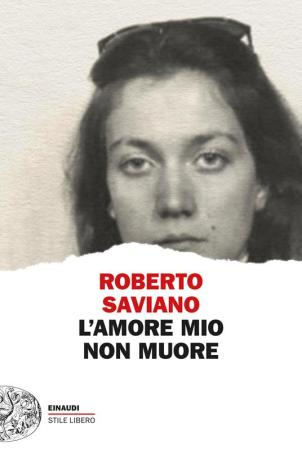 ROBERTO
SAVIANO
L'AMORE MIO
NON MUORE
EINAUDI
STILE LIBERO